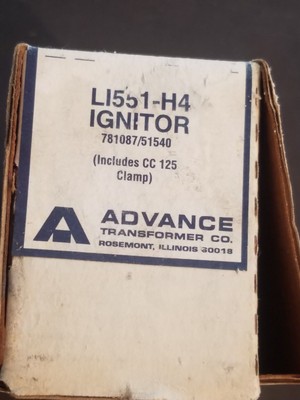 LI551-H4
IGNITOR
781087/51540
(Includes CC 125
Clamp)
ADVANCE
TRANSFORMER CO.
ROSEMONT, ILLINOIS 60018